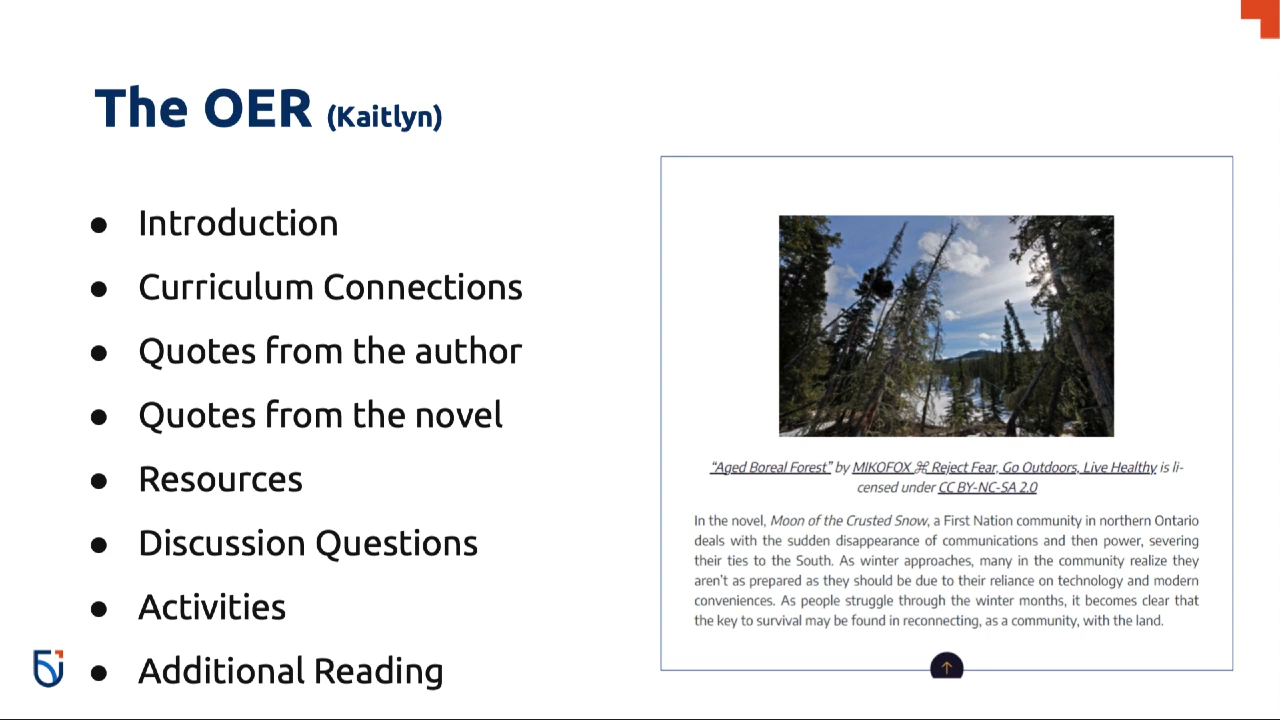 The OER (Kaitlyn)
● Introduction
● Curriculum Connections
● Quotes from the author
● Quotes from the novel
● Resources
● Discussion Questions
● Activities
● Additional Reading
“Aged Boreal Forest” by MIKOFOX ⌘ Reject Fear, Go Outdoors, Live Healthy is li-
censed under CC BY-NC-SA 2.0
In the novel, Moon of the Crusted Snow, a First Nation community in northern Ontario
deals with the sudden disappearance of communications and then power, severing
their ties to the South. As winter approaches, many in the community realize they
aren’t as prepared as they should be due to their reliance on technology and modern
conveniences. As people struggle through the winter months, it becomes clear that
the key to survival may be found in reconnecting, as a community, with the land.